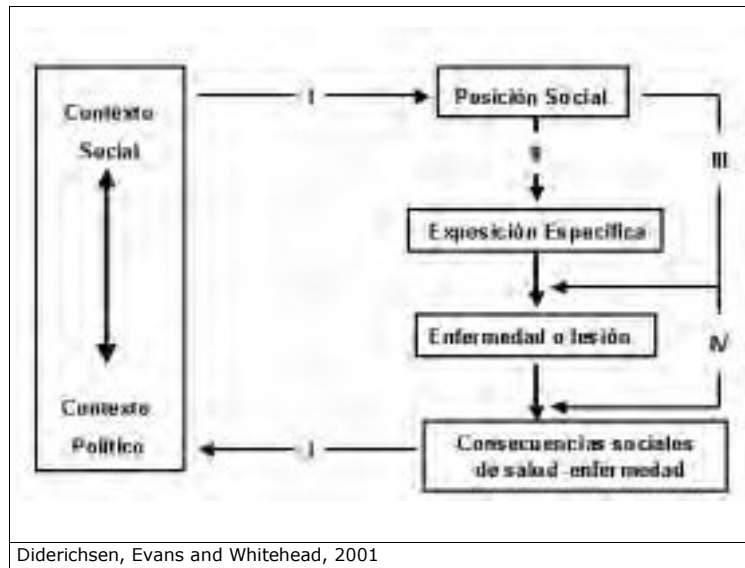 Contexto
Social
Contexto
Político
I
Posición Social
II
III
Exposición Específica
Enfermedad o lesión
IV
I
Consecuencias sociales
de salud-enfermedad
Diderichsen, Evans and Whitehead, 2001